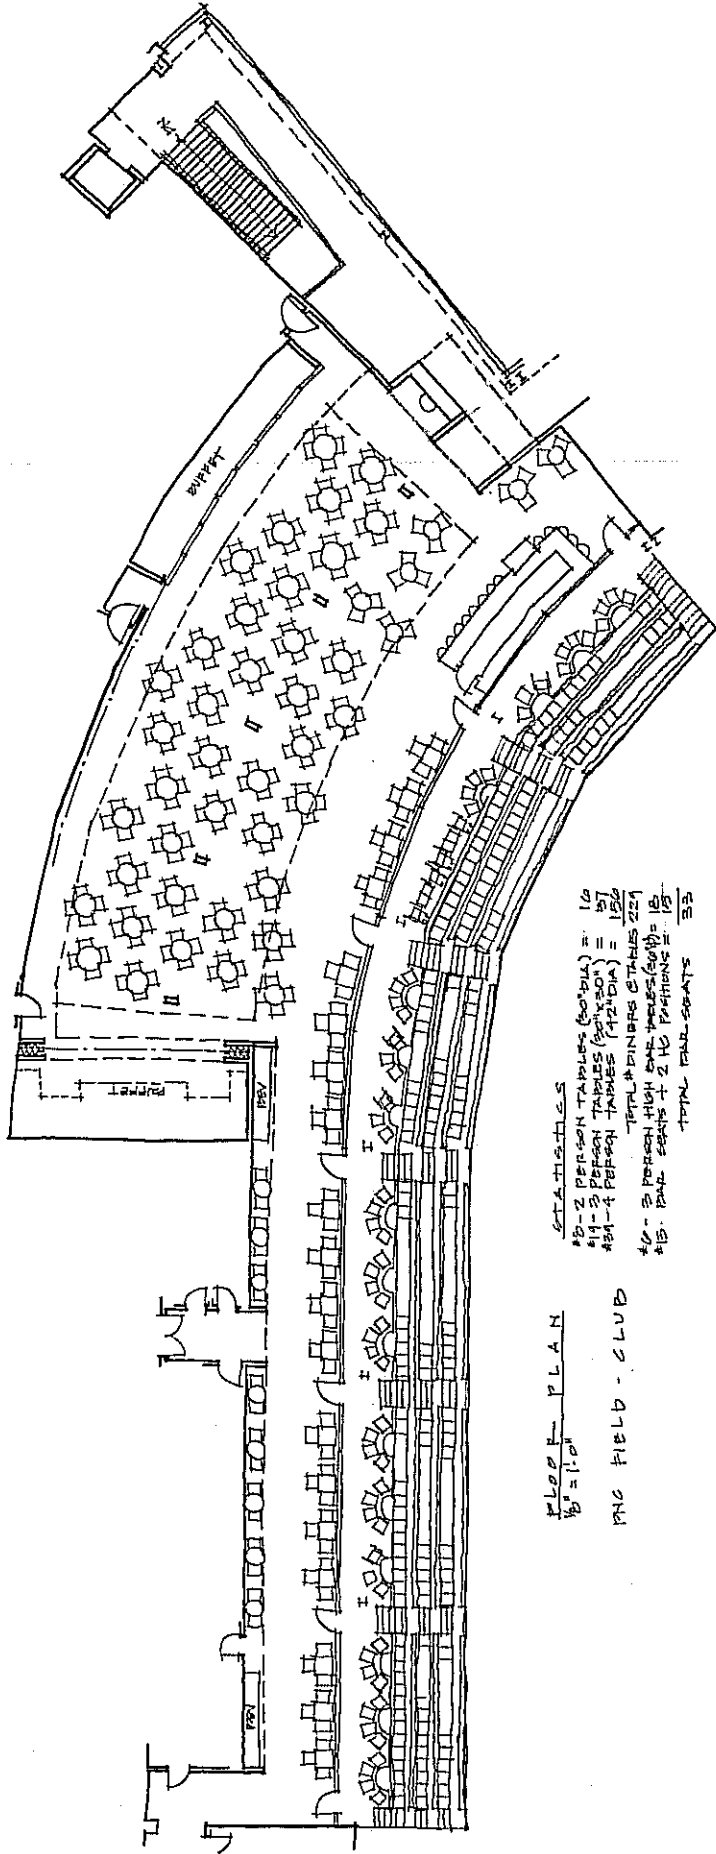 BUFFET
BUFFET
BEV
BEV
FLOOR PLAN
1/8" = 1'-0"
PNC FIELD - CLUB
STATISTICS
#8 - 2 PERSON TABLES (30" DIA.) = 16
#19 - 3 PERSON TABLES (30"x30") = 57
#39 - 4 PERSON TABLES (42" DIA) = 156
TOTAL # DINERS @ TABLES 229
#6 - 3 PERSON HIGH BAR TABLES = 18
#15 - BAR SEATS + 2 HC POSITIONS = 15
TOTAL BAR SEATS 33